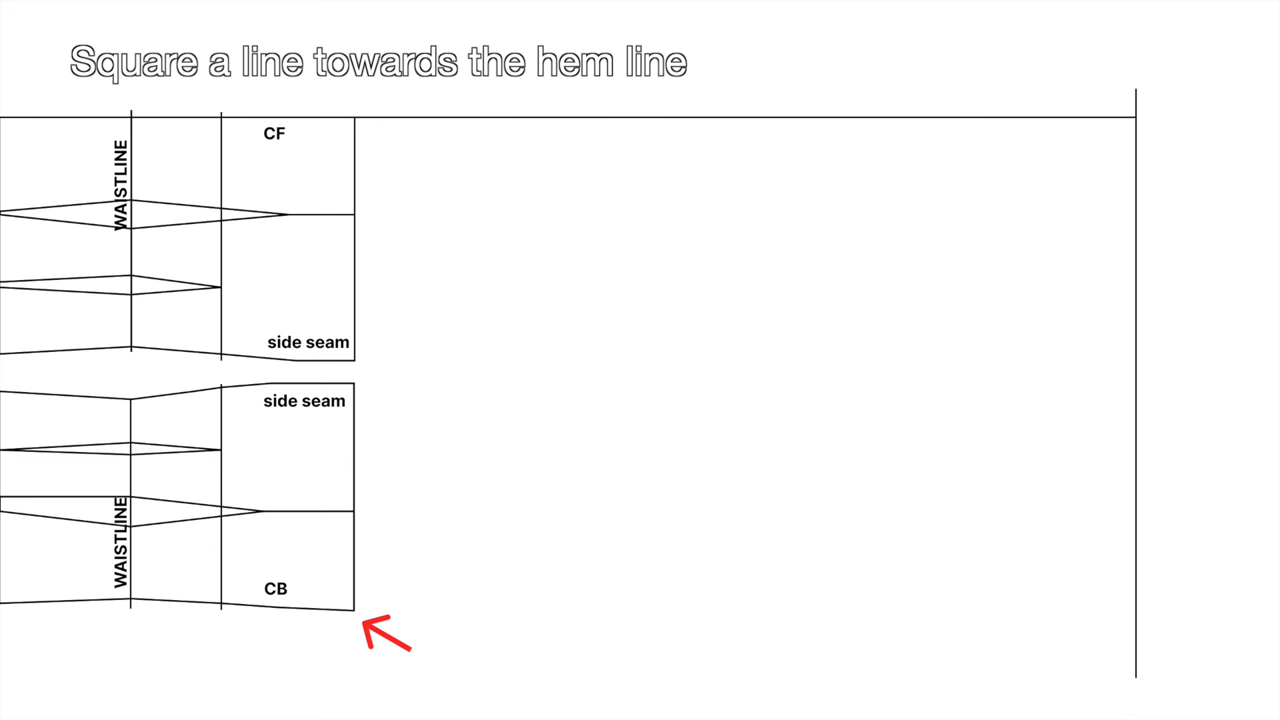 Square a line towards the hem line
CF
WAISTLINE
side seam
side seam
WAISTLINE
CB